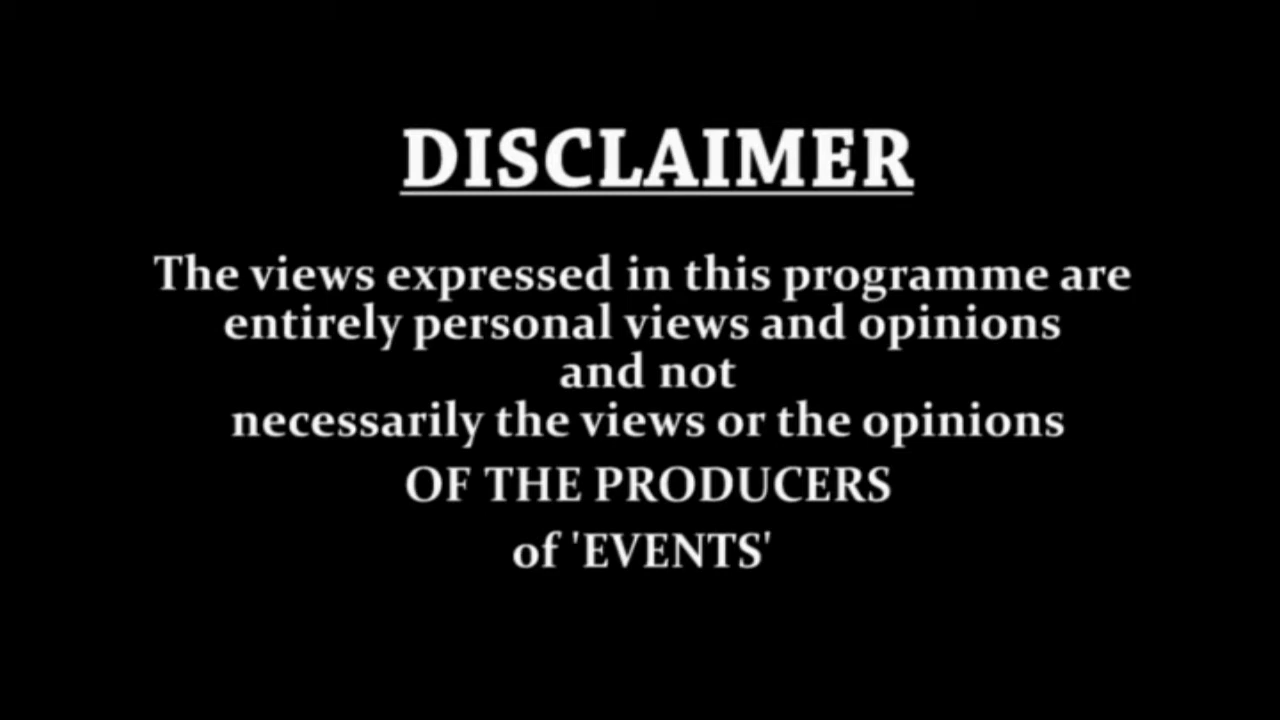 DISCLAIMER
The views expressed in this programme are
entirely personal views and opinions
and not
necessarily the views or the opinions
OF THE PRODUCERS
of 'EVENTS'